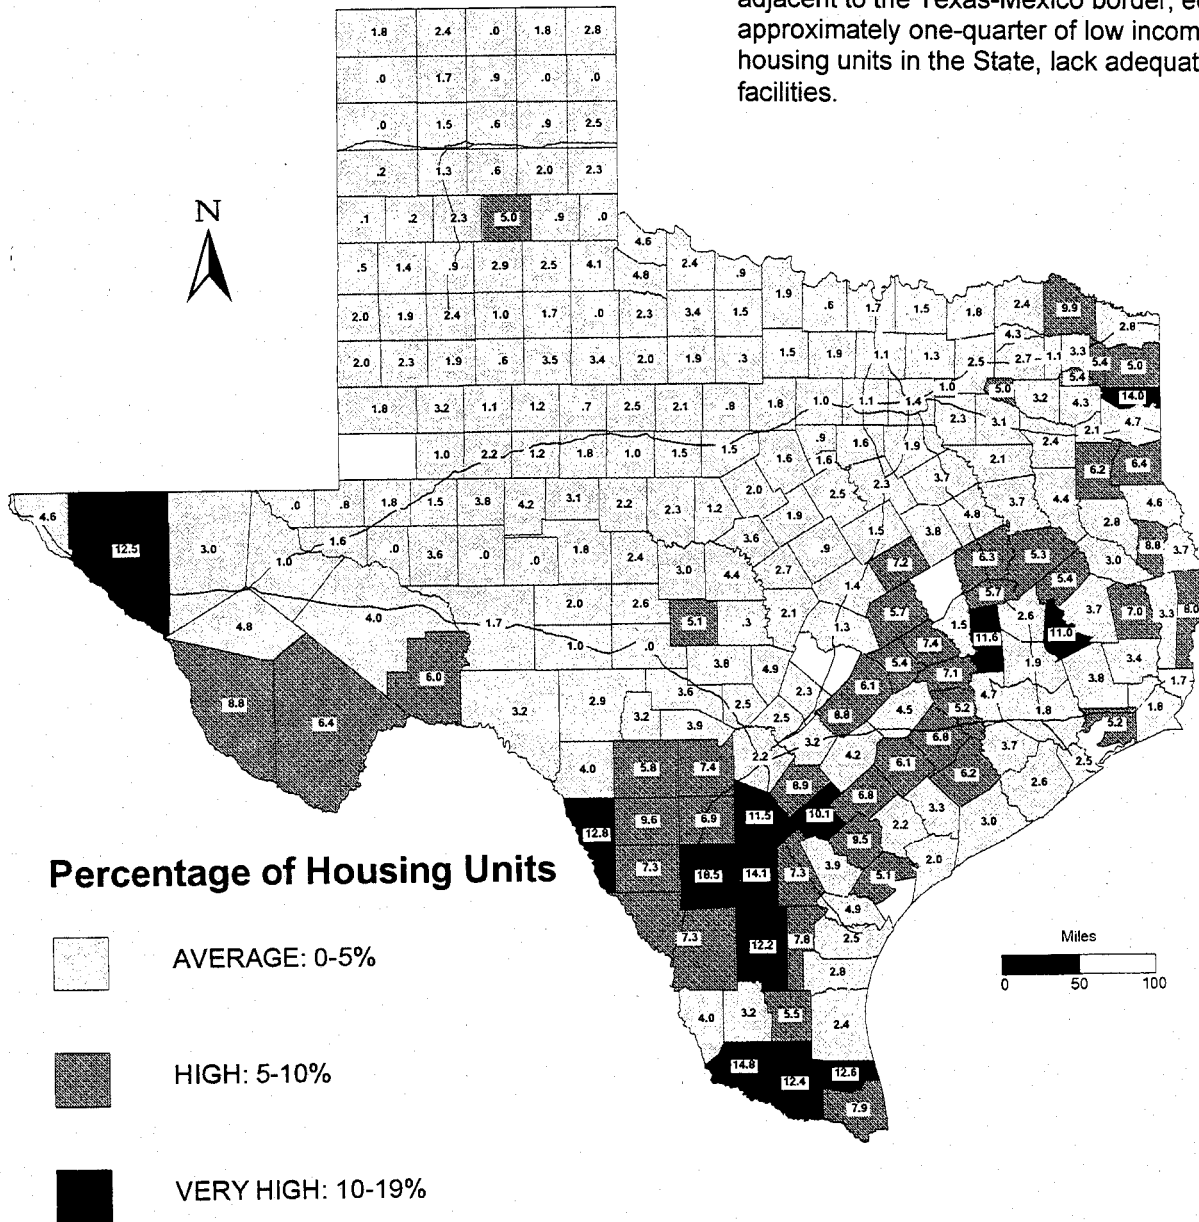 adjacent to the Texas-Mexico border, e
approximately one-quarter of low incom
housing units in the State, lack adequat
facilities.
1.8 2.4 .0 1.8 2.8
.0 1.7 .9 .0 .0
.0 1.5 .6 .9 2.5
.2 1.3 .6 2.0 2.3
N
.1 .2 2.3 5.0 .9 .0
4.6
.5 1.4 .9 2.9 2.5 4.1 4.8 2.4 .9
1.9 .6 1.7 1.5 1.8 2.4 9.9
2.0 1.9 2.4 1.0 1.7 .0 2.3 3.4 1.5
4.3 2.8
2.0 2.3 1.9 .6 3.5 3.4 2.0 1.9 .3 1.5 1.9 1.1 1.3 2.5 2.7 1.1 3.3 5.4 5.0
5.4
1.8 3.2 1.1 1.2 .7 2.5 2.1 .8 1.8 1.0 1.1 1.4 1.0 5.0 3.2 4.3 14.0
2.3 3.1 2.1 4.7
1.0 2.2 1.2 1.8 1.0 1.5 1.5 .9 1.6 1.9 2.4
1.6 1.6 2.1 6.2 6.4
.0 .8 1.8 1.5 3.8 4.2 3.1 2.2 2.3 1.2 2.0 2.5 2.3 3.7 3.7 4.4 4.6
4.6 12.5 3.0 1.9 1.5 3.8 4.8 2.8
1.6 .0 3.6 .0 .0 1.8 2.4 3.6 .9 6.3 5.3 3.0 8.8 3.7
1.0 3.0 4.4 2.7 7.2 5.4
1.4 5.7
2.0 2.6 5.7 2.6 3.7 7.0 3.3 8.0
4.8 4.0 1.7 5.1 .3 2.1 1.3 1.5 11.6 11.0
1.0 .0 7.4
3.8 4.9 5.4 7.1 1.9 3.4
8.8 6.4 6.0 6.1 3.8 1.7
3.2 2.9 3.6 2.3 4.7
3.2 2.5 8.8 4.5 5.2 1.8 1.8
3.9 2.5 6.8 5.2
4.0 5.8 7.4 2.2 3.2 4.2 6.1 3.7 2.5
8.9 6.2 2.6
12.8 9.6 6.9 11.5 10.1 6.8 3.3 3.0
2.2
Percentage of Housing Units
7.3 14.1 7.3 3.9 9.5 2.0
5.1
AVERAGE: 0-5%
7.3 12.2 7.8 4.9
2.5
Miles
2.8
0 50 100
4.0 3.2 5.5 2.4
HIGH: 5-10%
14.8 12.4 12.6
7.9
VERY HIGH: 10-19%